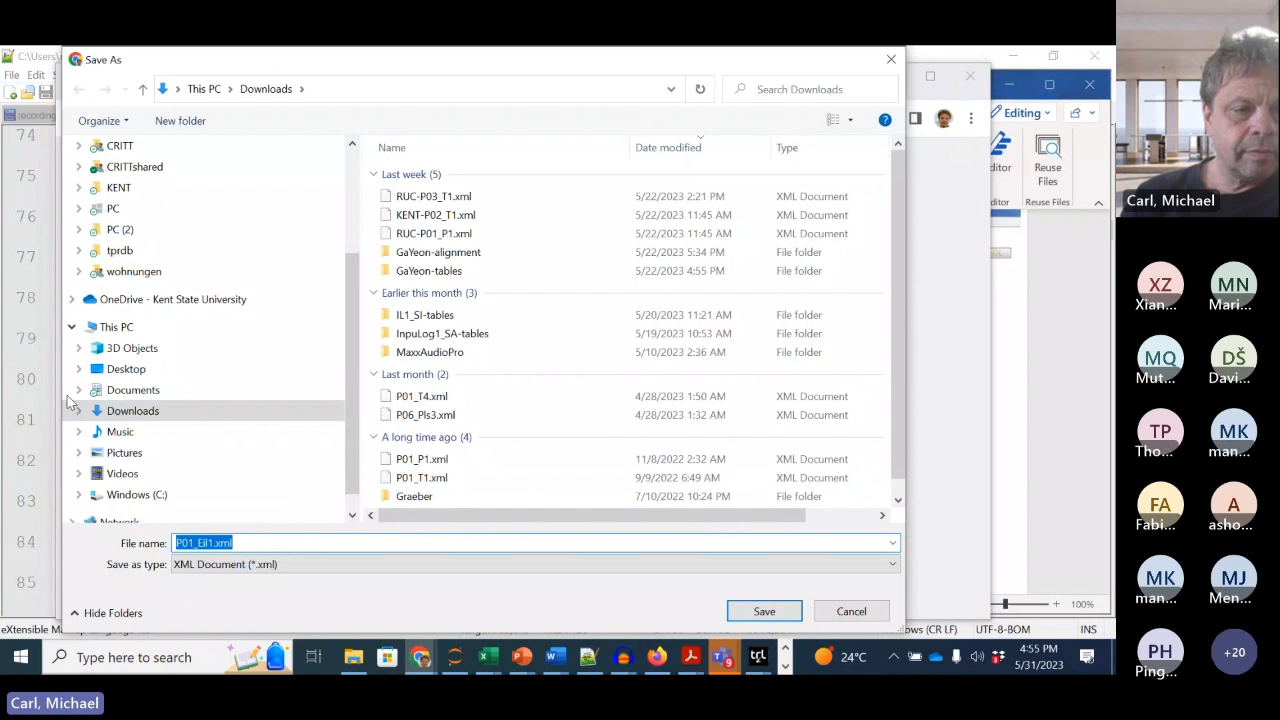 C:\Users
Save As
File
Edit
This PC
Downloads
Search Downloads
Organize
New folder
Editing
recording
Name
Date modified
Type
CRITT
CRITTshared
KENT
PC
PC (2)
tprdb
wohnungen
OneDrive - Kent State University
This PC
3D Objects
Desktop
Documents
Downloads
Music
Pictures
Videos
Windows (C:)
Last week (5)
RUC-P03_T1.xml 5/22/2023 2:21 PM XML Document
KENT-P02_T1.xml 5/22/2023 11:45 AM XML Document
RUC-P01_P1.xml 5/22/2023 11:45 AM XML Document
GaYeon-alignment 5/22/2023 5:34 PM File folder
GaYeon-tables 5/22/2023 4:55 PM File folder
Earlier this month (3)
IL1_SI-tables 5/20/2023 11:21 AM File folder
InpuLog1_SA-tables 5/19/2023 10:53 AM File folder
MaxxAudioPro 5/10/2023 2:36 AM File folder
Last month (2)
P01_T4.xml 4/28/2023 1:50 AM XML Document
P06_Pls3.xml 4/28/2023 1:32 AM XML Document
A long time ago (4)
P01_P1.xml 11/8/2022 2:32 AM XML Document
P01_T1.xml 9/9/2022 6:49 AM XML Document
Graeber 7/10/2022 10:24 PM File folder
File name: P01_Eil1.xml
Save as type: XML Document (*.xml)
Hide Folders
Save
Cancel
74
75
76
77
78
79
80
81
82
83
84
85
ditor
Reuse
Files
ditor
Reuse Files
100%
eXtensible
ows (CR LF)
UTF-8-BOM
INS
Type here to search
24°C
4:55 PM
5/31/2023
Carl, Michael
XZ
Xian...
MN
Mari...
MQ
Mut...
DŠ
Davi...
TP
Tho...
MK
man...
FA
Fabi...
A
asho...
MK
man...
MJ
Men...
PH
Ping...
+20
Carl, Michael